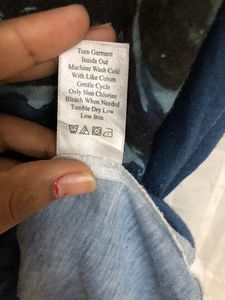 Turn Garment
Inside Out
Machine Wash Cold
With Like Colors
Gentle Cycle
Only Non Chlorine
Bleach When Needed
Tumble Dry Low
Low Iron